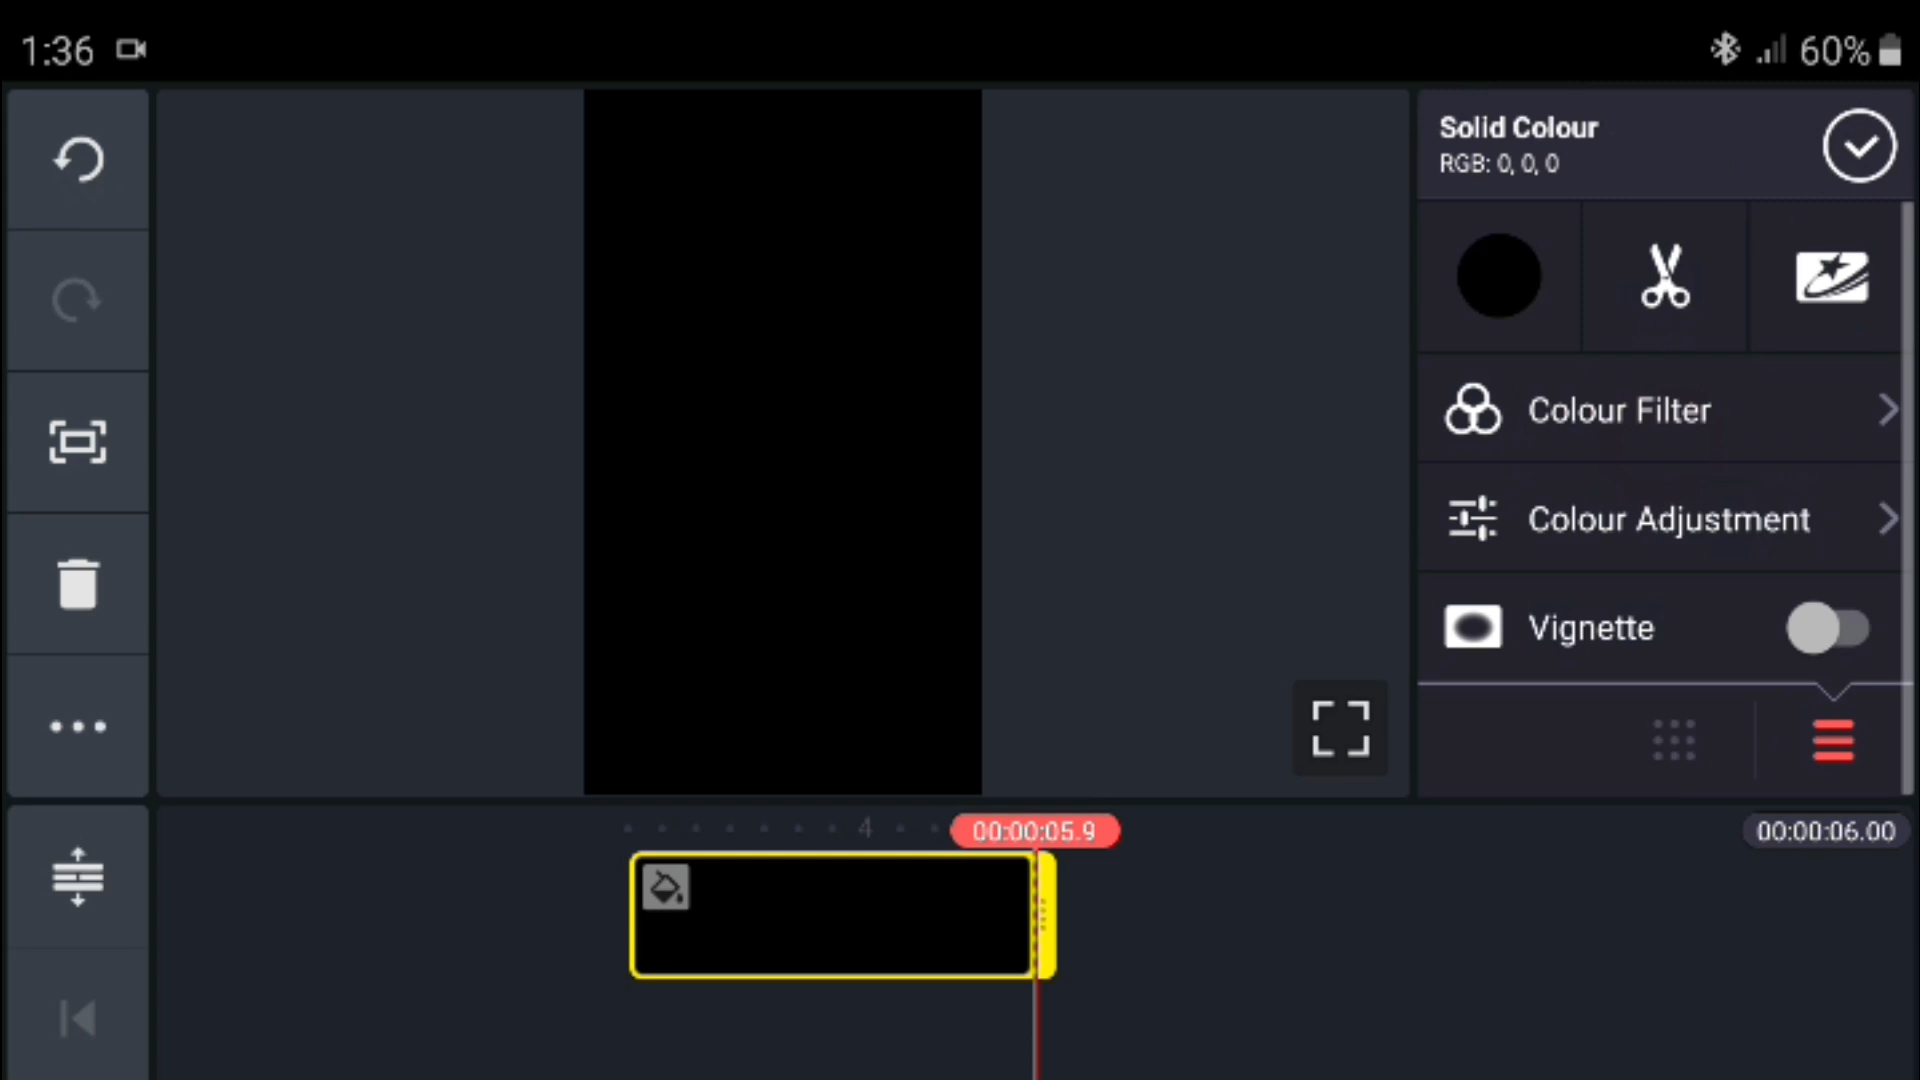 1:36
60%
Solid Colour
RGB: 0, 0, 0
Colour Filter
Colour Adjustment
Vignette
4
00:00:05.9
00:00:06.00